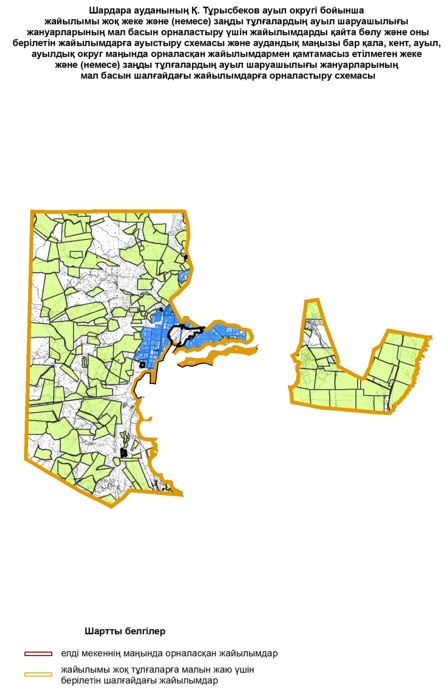 Шардара ауданының Қ. Тұрысбеков ауыл округі бойынша
жайылымы жоқ жеке және (немесе) заңды тұлғалардың ауыл шаруашылығы
жануарларының мал басын орналастыру үшін жайылымдарды қайта бөлу және оны
берілетін жайылымдарға ауыстыру схемасы және аудандық маңызы бар қала, кент, ауыл,
ауылдық округ маңында орналасқан жайылымдармен қамтамасыз етілмеген жеке
және (немесе) заңды тұлғалардың ауыл шаруашылығы жануарларының
мал басын шалғайдағы жайылымдарға орналастыру схемасы
Шартты белгілер
елді мекеннің маңында орналасқан жайылымдар
жайылымы жоқ тұлғаларға малын жаю үшін
берілетін шалғайдағы жайылымдар